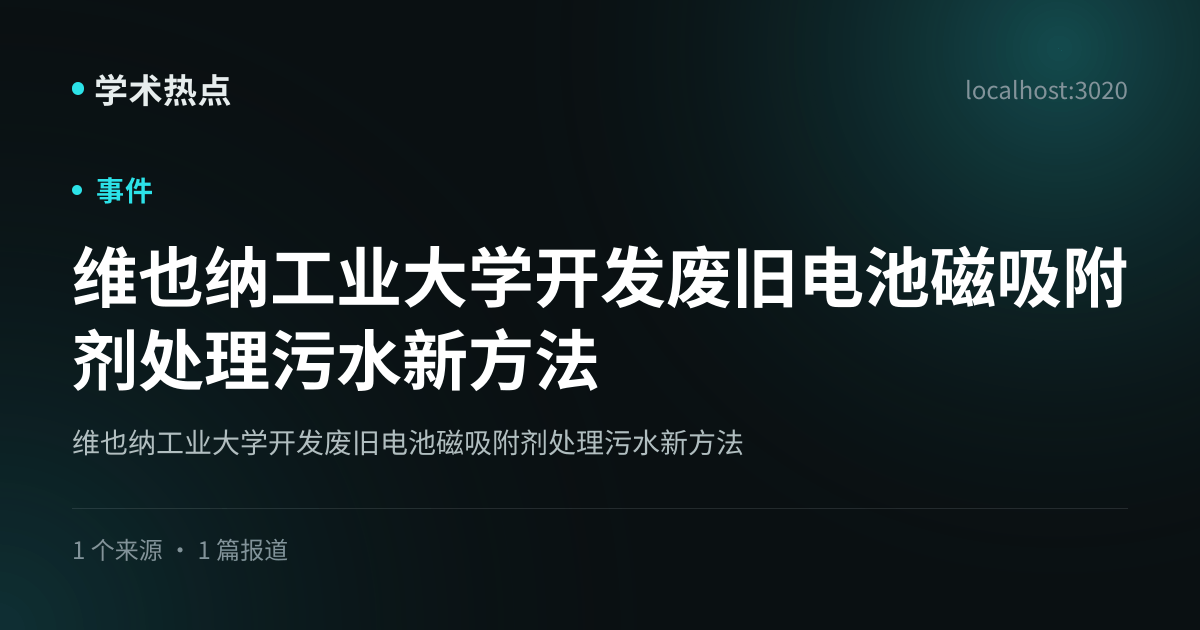 学术热点
localhost:3020
事件
维也纳工业大学开发废旧电池磁吸附
剂处理污水新方法
维也纳工业大学开发废旧电池磁吸附剂处理污水新方法
1 个来源 · 1 篇报道